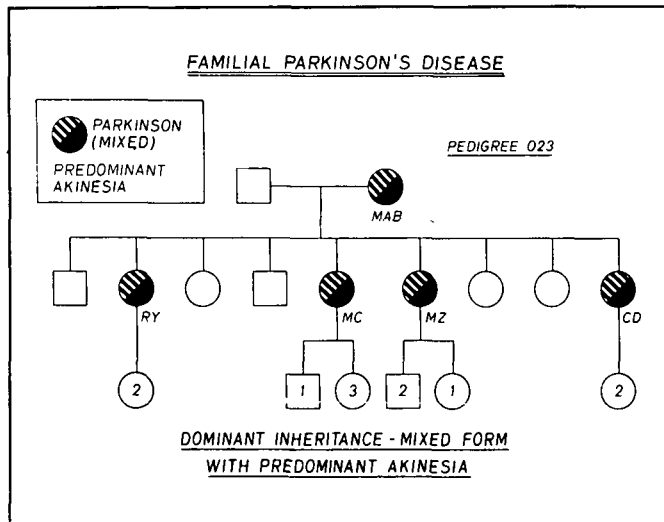 FAMILIAL PARKINSON'S DISEASE
PARKINSON
(MIXED)
PREDOMINANT
AKINESIA
PEDIGREE 023
MAB
RY
MC
MZ
CD
2
1
3
2
1
2
DOMINANT INHERITANCE - MIXED FORM
WITH PREDOMINANT AKINESIA